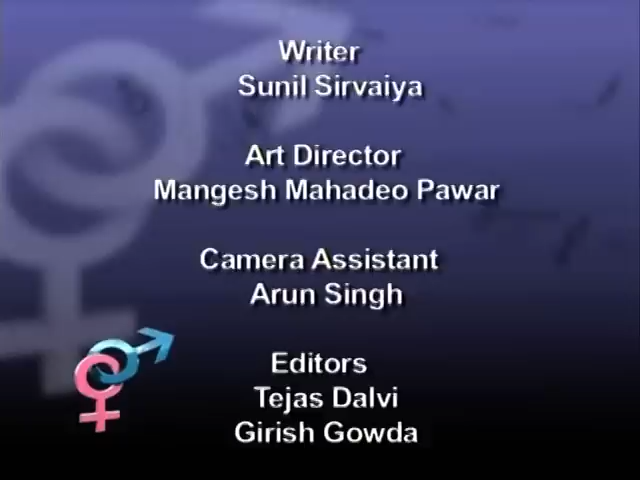 Writer
Sunil Sirvaiya
Art Director
Mangesh Mahadeo Pawar
Camera Assistant
Arun Singh
Editors
Tejas Dalvi
Girish Gowda